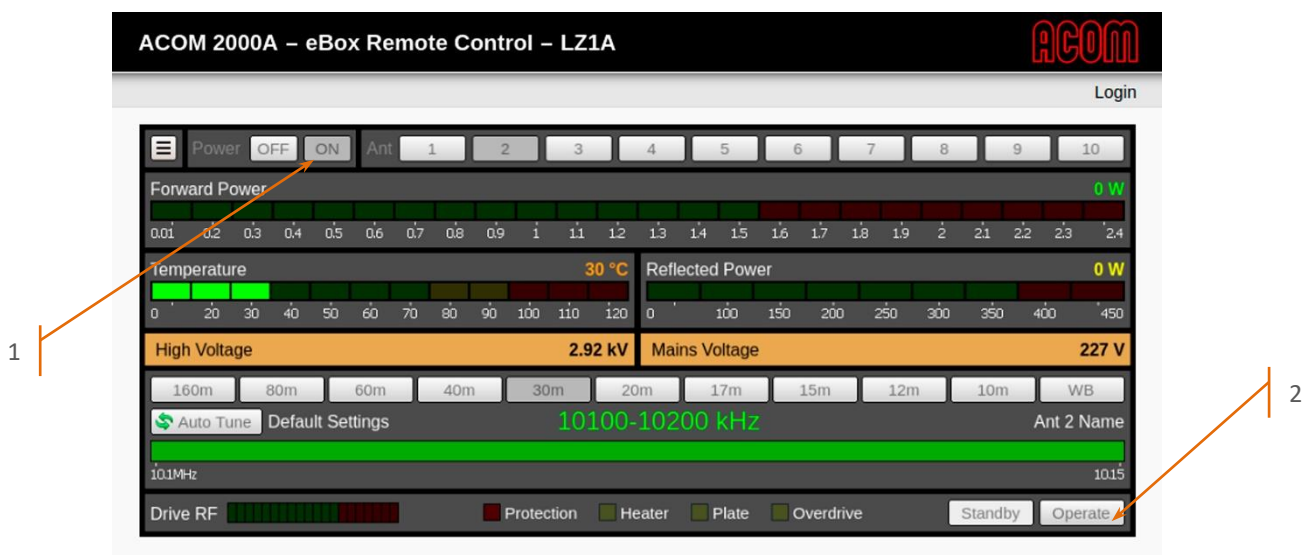 ACOM 2000A – eBox Remote Control – LZ1A ACOM
Login
Power OFF ON Ant 1 2 3 4 5 6 7 8 9 10
Forward Power 0 W
0.01 0.2 0.3 0.4 0.5 0.6 0.7 0.8 0.9 1 1.1 1.2 1.3 1.4 1.5 1.6 1.7 1.8 1.9 2 2.1 2.2 2.3 2.4
Temperature 30 °C Reflected Power 0 W
0 20 30 40 50 60 70 80 90 100 110 120 0 100 150 200 250 300 350 400 450
1
High Voltage 2.92 kV Mains Voltage 227 V
160m 80m 60m 40m 30m 20m 17m 15m 12m 10m WB
2
Auto Tune Default Settings 10100-10200 kHz Ant 2 Name
10.1MHz 10.15
Drive RF Protection Heater Plate Overdrive Standby Operate